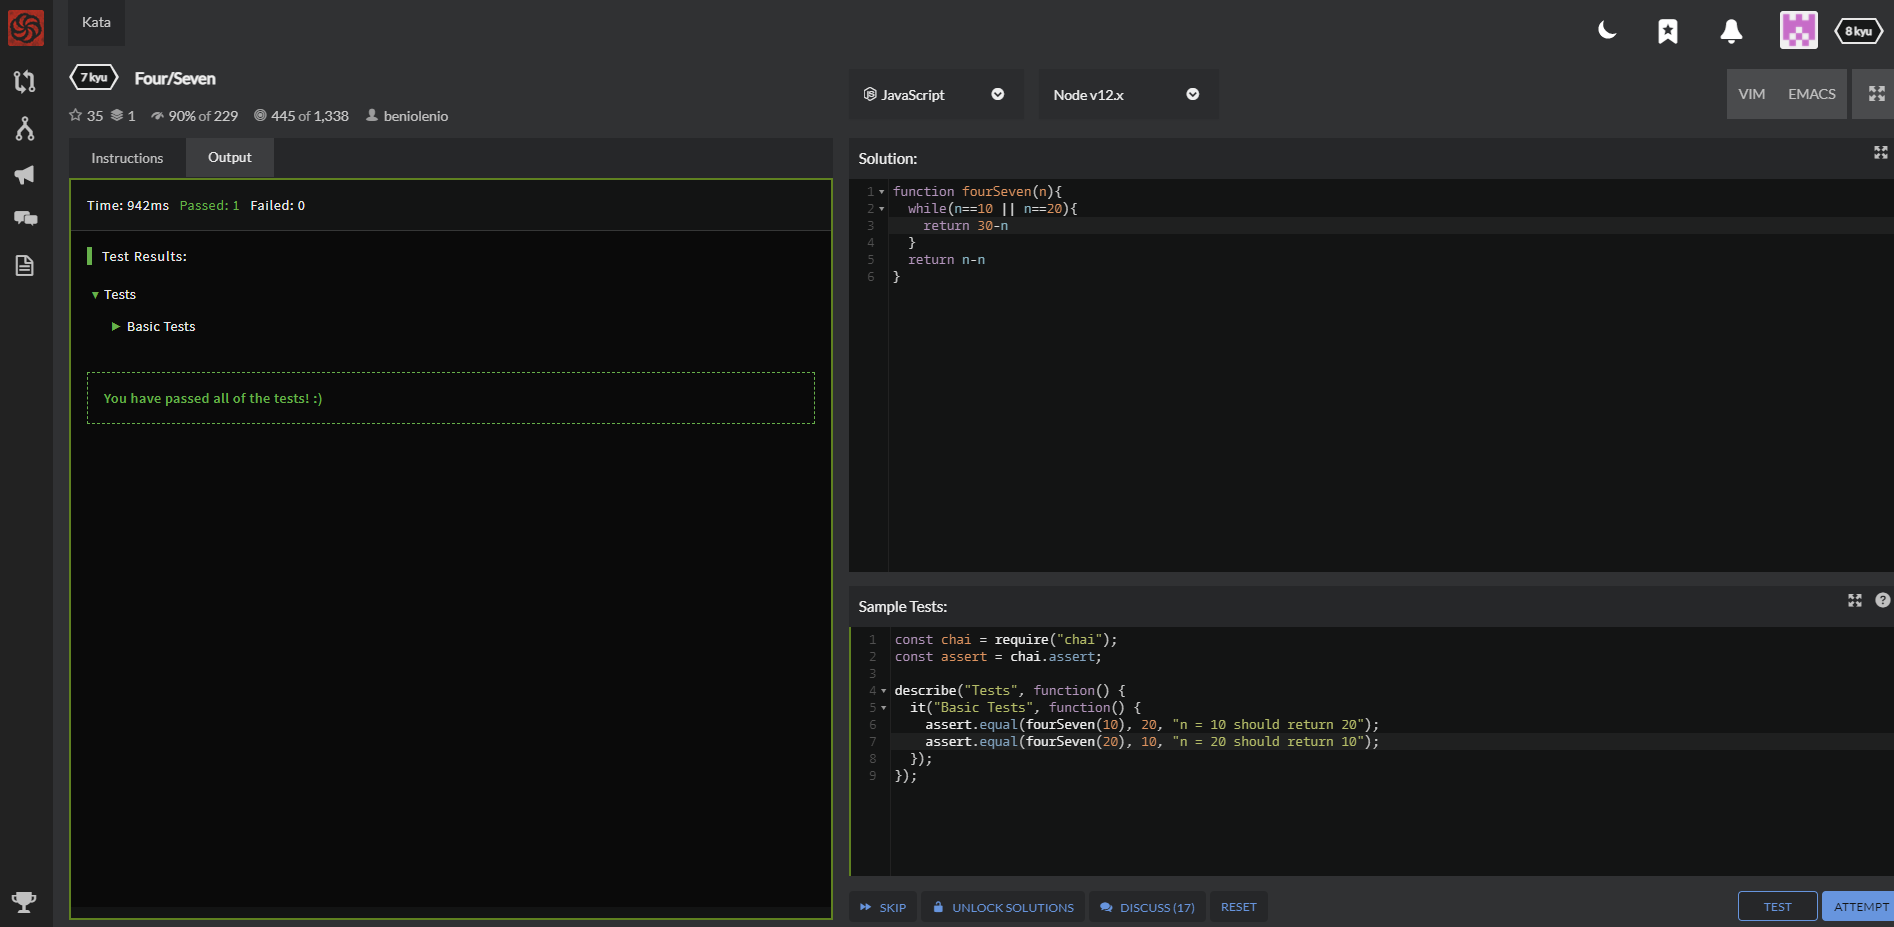 Kata
8 kyu
7 kyu Four/Seven
35 1 90% of 229 445 of 1,338 beniolenio
JavaScript
Node v12.x
VIM EMACS
Instructions Output
Time: 942ms Passed: 1 Failed: 0
Test Results:
▼ Tests
▶ Basic Tests
You have passed all of the tests! :)
Solution:
1 function fourSeven(n){
2   while(n==10 || n==20){
3     return 30-n
4   }
5   return n-n
6 }
Sample Tests:
?
1 const chai = require("chai");
2 const assert = chai.assert;
3
4 describe("Tests", function() {
5   it("Basic Tests", function() {
6     assert.equal(fourSeven(10), 20, "n = 10 should return 20");
7     assert.equal(fourSeven(20), 10, "n = 20 should return 10");
8   });
9 });
SKIP UNLOCK SOLUTIONS DISCUSS (17) RESET
TEST ATTEMPT